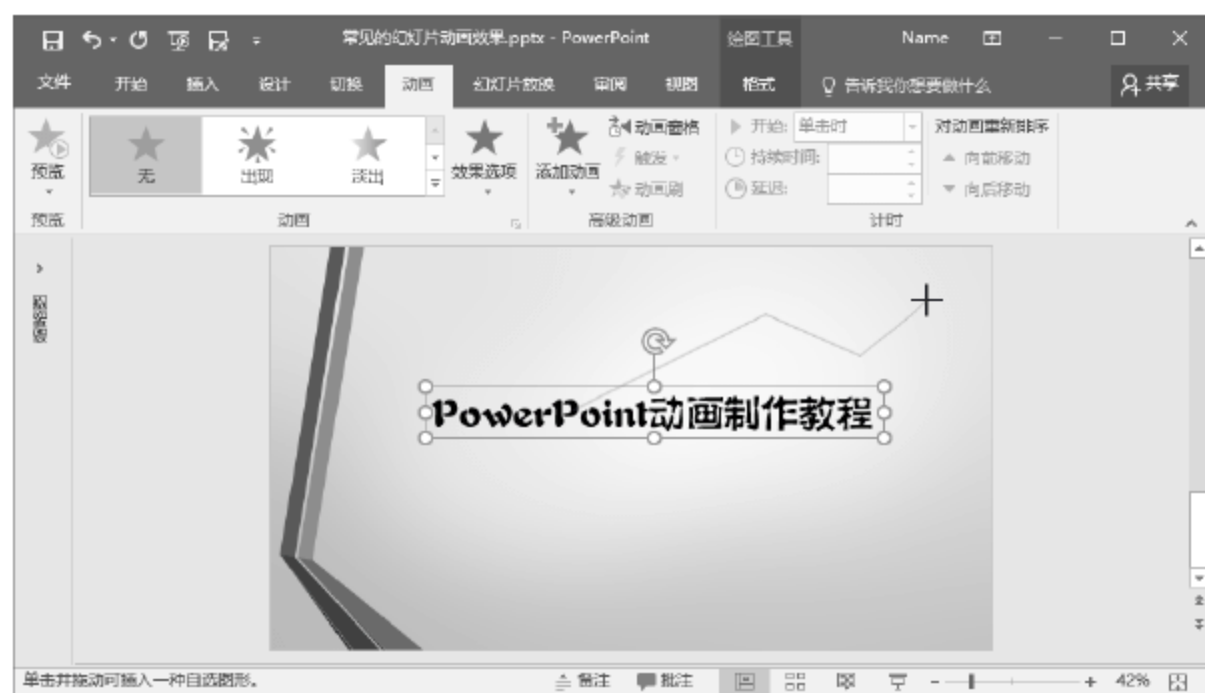 常见的幻灯片动画效果.pptx - PowerPoint
绘图工具
Name
文件 开始 插入 设计 切换 动画 幻灯片放映 审阅 视图 格式 告诉我你想要做什么 共享
预览
无
出现
淡出
效果选项
添加动画
动画窗格
触发
动画刷
开始: 单击时
持续时间:
延迟:
对动画重新排序
向前移动
向后移动
预览 动画 高级动画 计时
缩略图
PowerPoint动画制作教程
单击并拖动可插入一种自选图形。 备注 批注 42%